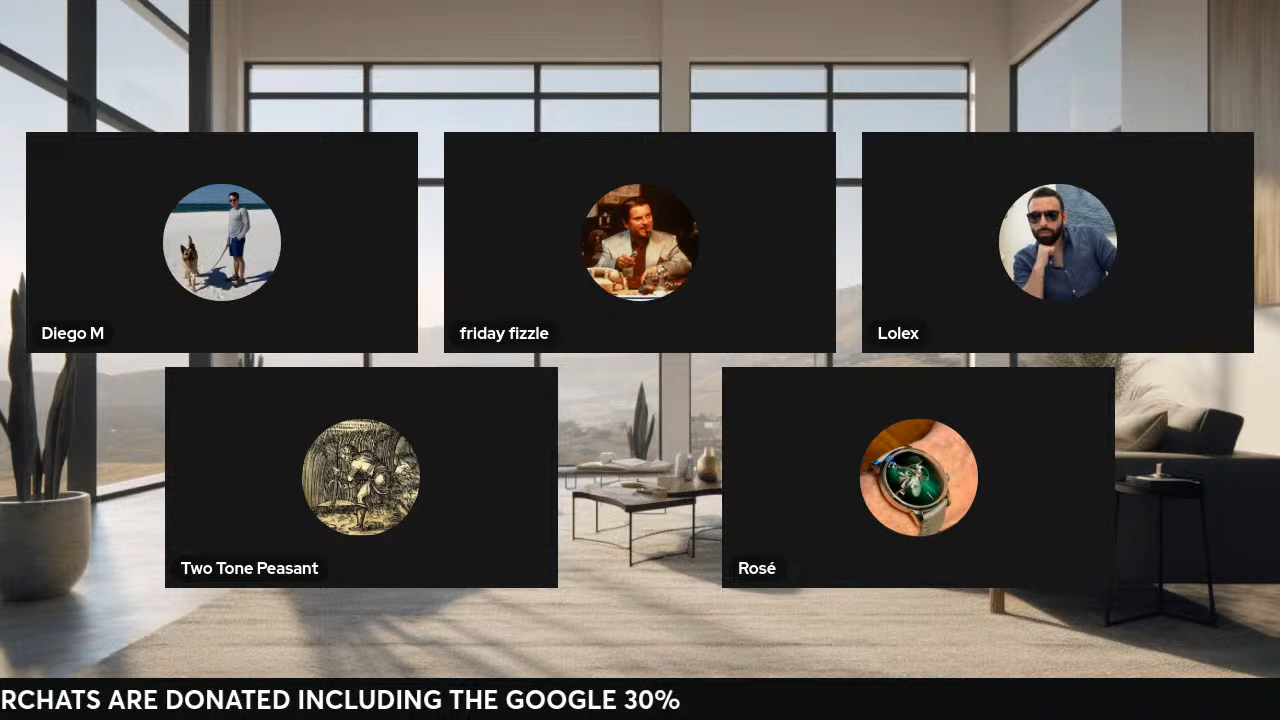 Diego M
friday fizzle
Lolex
Two Tone Peasant
Rosé
RCHATS ARE DONATED INCLUDING THE GOOGLE 30%